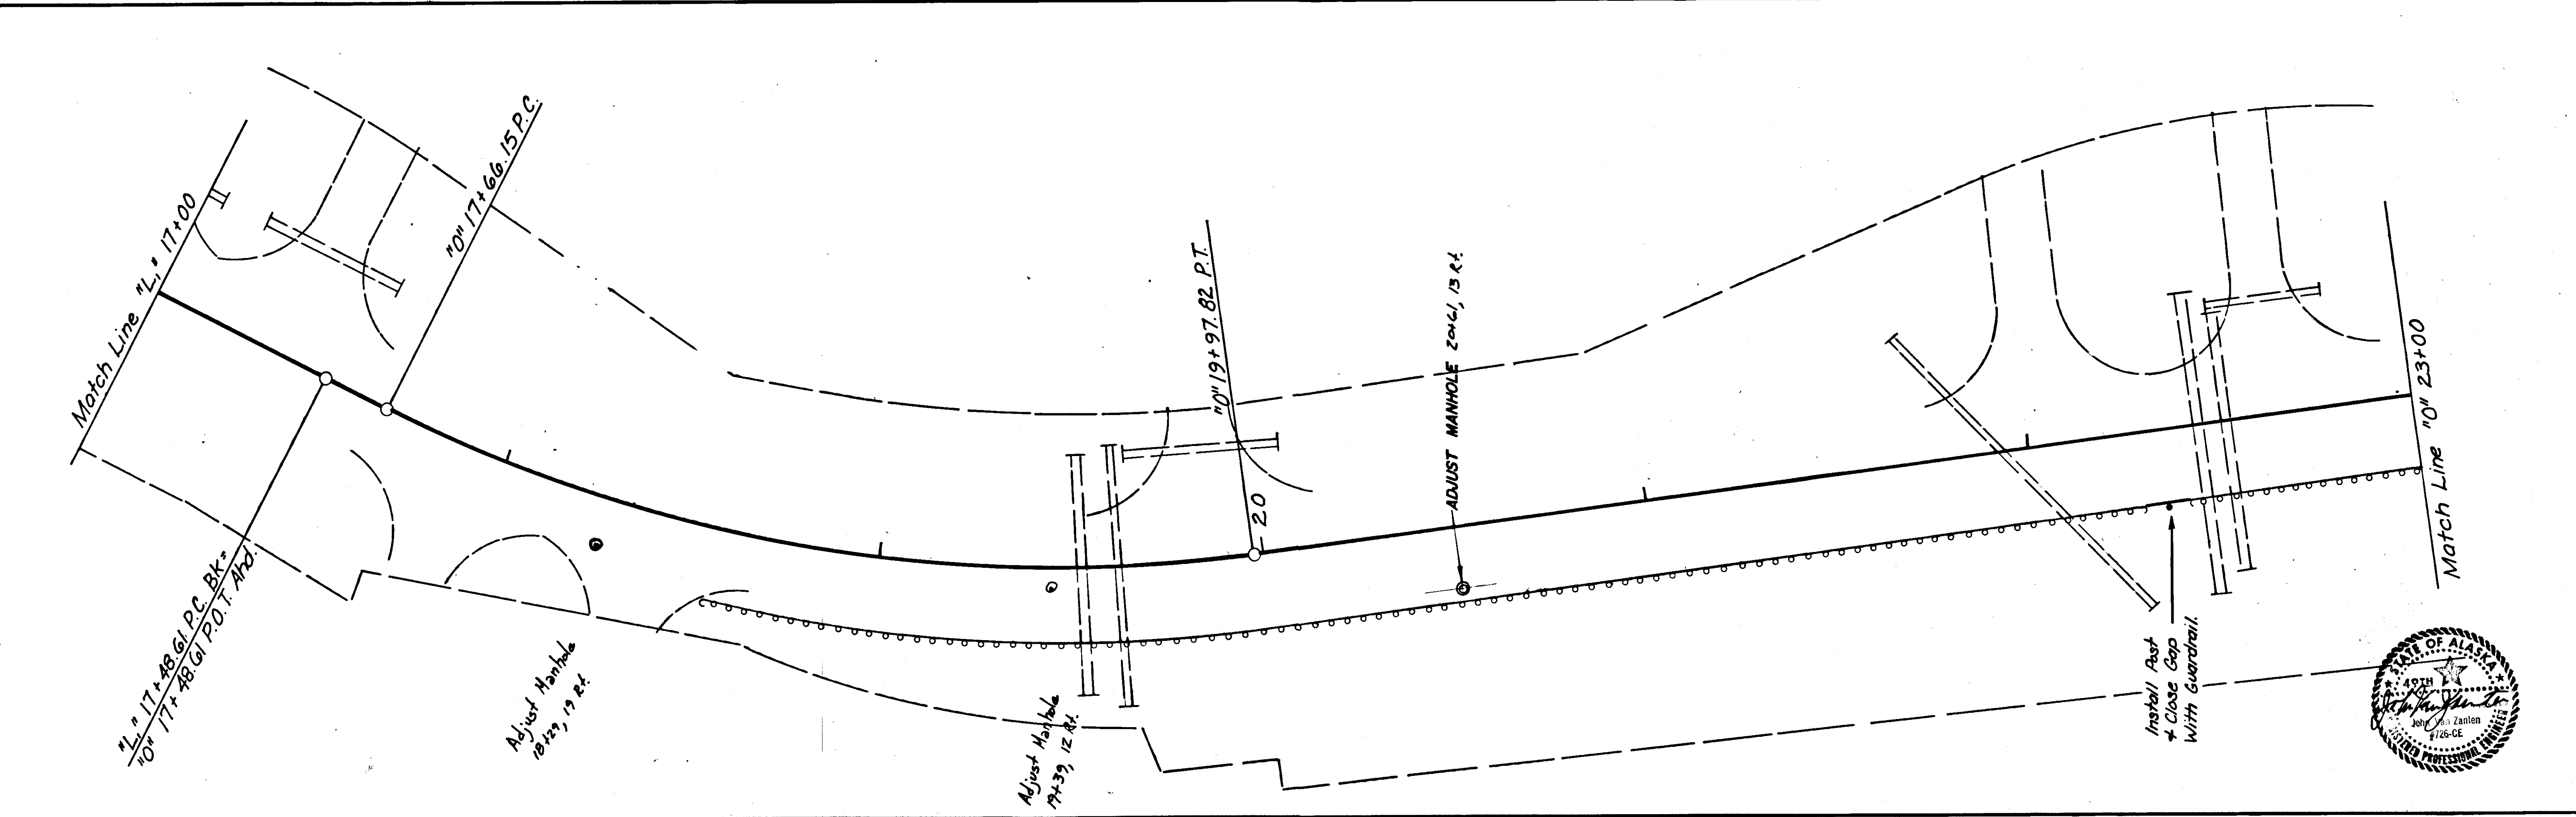 Match Line "L," 17+00
"O" 17+66.15 P.C.
"L," 17+48.61 P.C. BK=
"O" 17+48.61 P.O.T. Ahd.
Adjust Manhole
18+29, 19 Rt.
Adjust Manhole
19+39, 12 Rt.
"O" 19+97.82 P.T.
20
ADJUST MANHOLE 20+61, 13 Rt.
Install Post
& Close Gap
With Guardrail.
Match Line "O" 23+00
STATE OF ALASKA
49TH
John Van Zanten
#726-CE
PROFESSIONAL ENGINEER